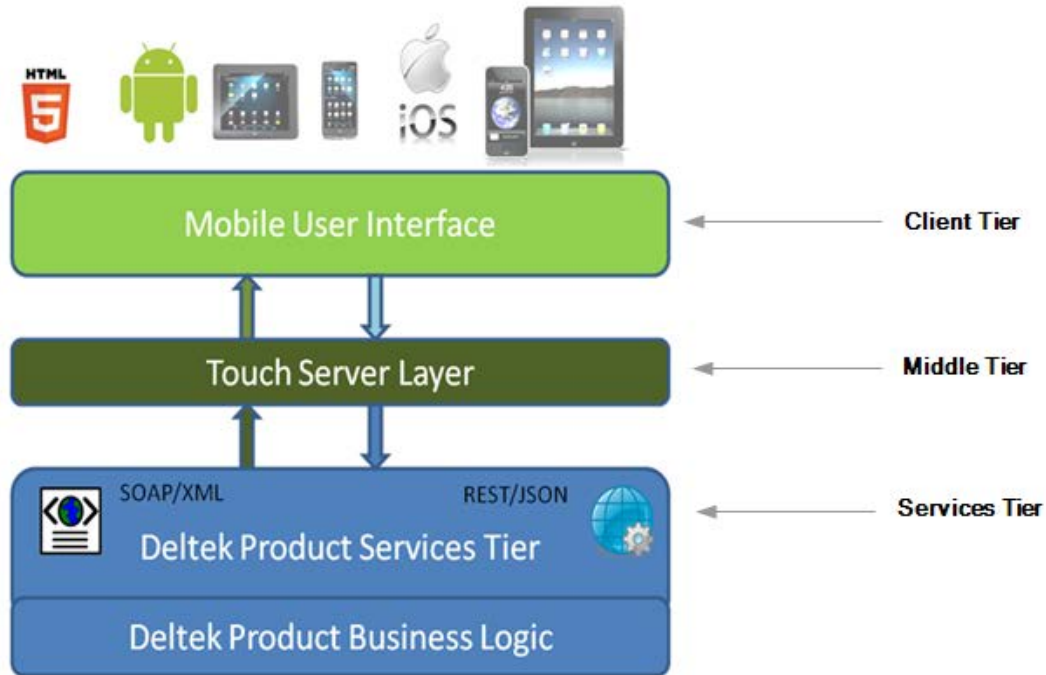 HTML
5
iOS
Mobile User Interface
Client Tier
Touch Server Layer
Middle Tier
SOAP/XML
REST/JSON
Services Tier
Deltek Product Services Tier
Deltek Product Business Logic